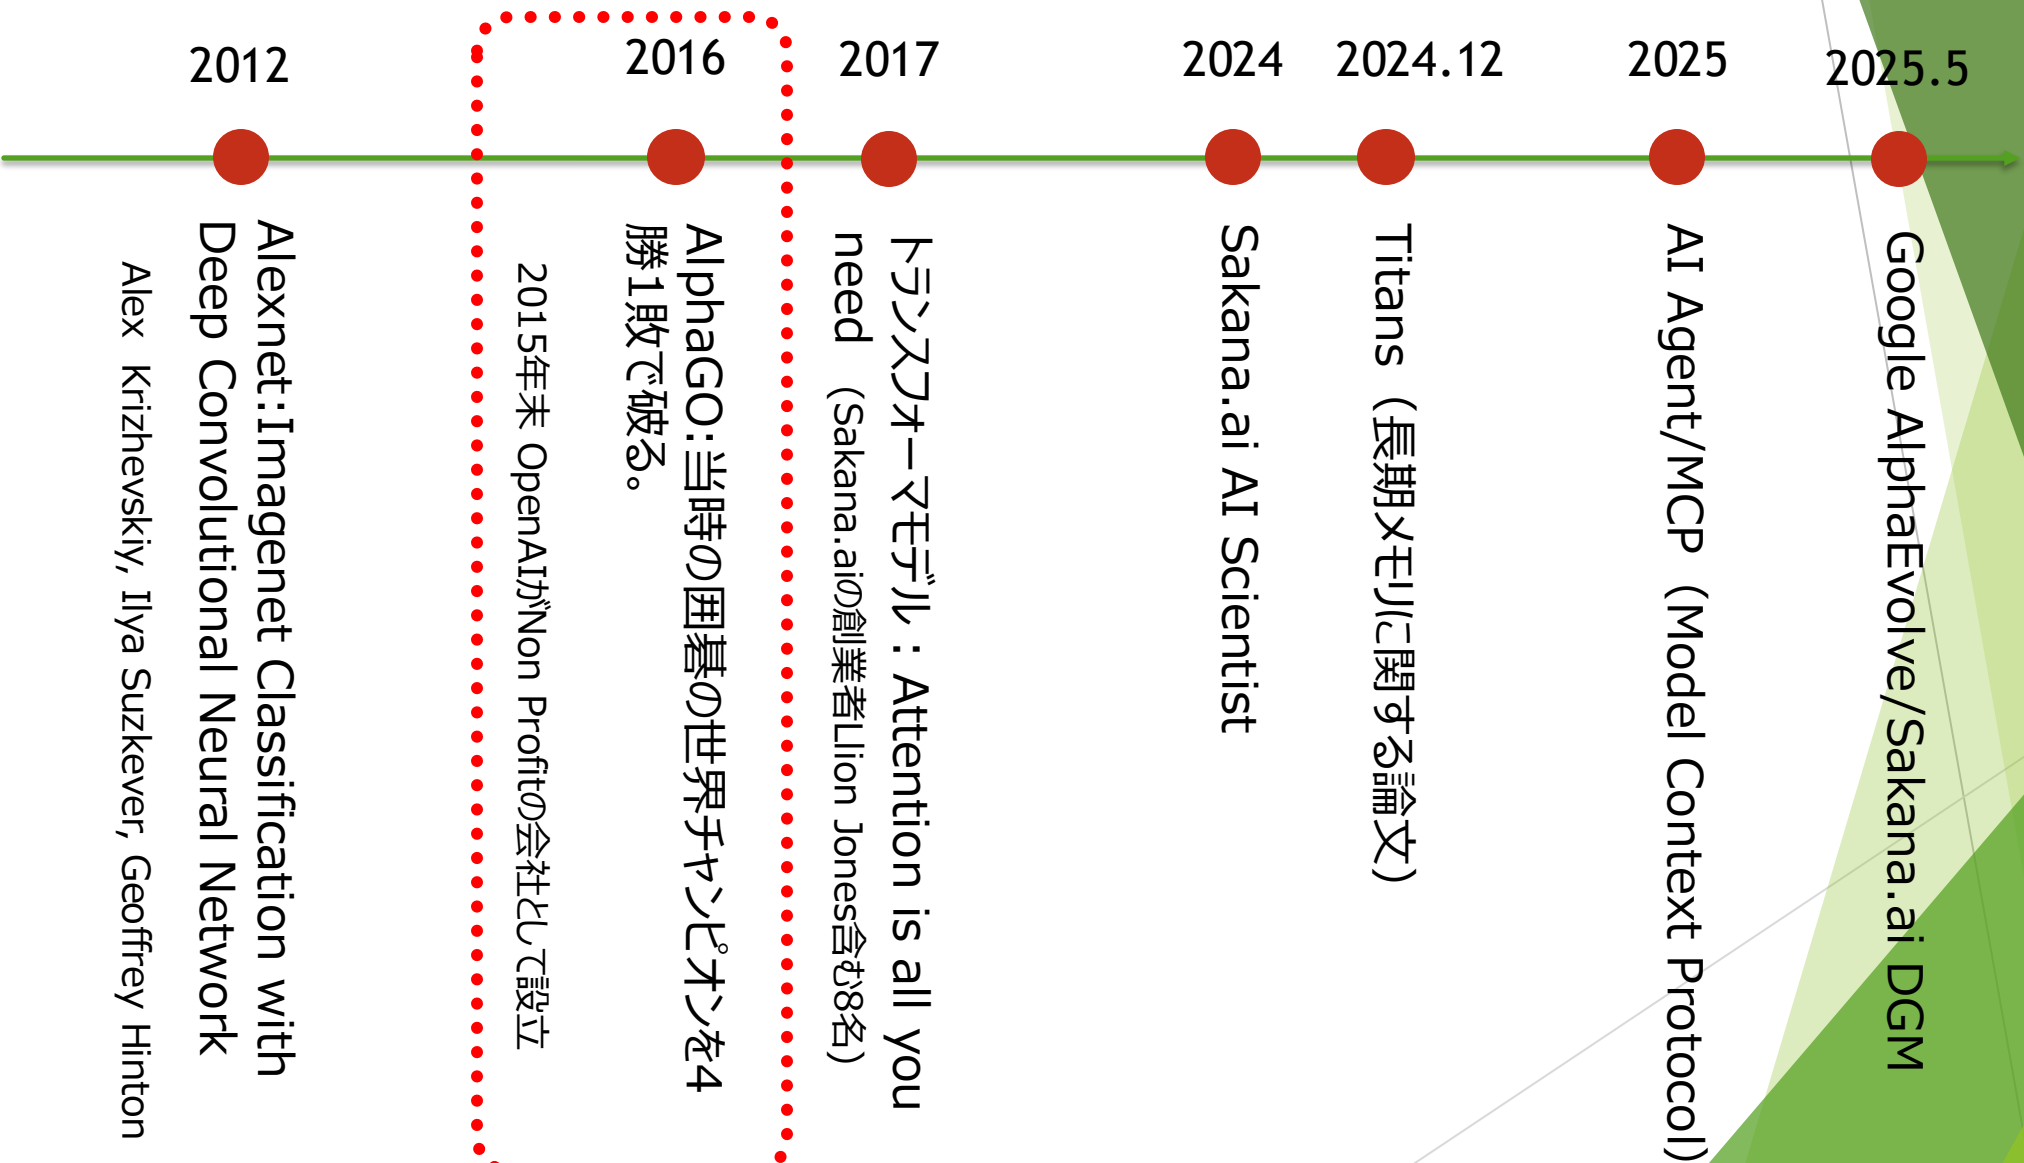 2012
2016
2017
2024
2024.12
2025
2025.5
Alexnet:Imagenet Classification with
Deep Convolutional Neural Network
Alex Krizhevskiy, Ilya Suzkever, Geoffrey Hinton
AlphaGO:当時の囲碁の世界チャンピオンを4
勝1敗で破る。
2015年末 OpenAIがNon Profitの会社として設立
トランスフォーマモデル：Attention is all you
need （Sakana.aiの創業者Llion Jones含む8名）
Sakana.ai AI Scientist
Titans（長期メモリに関する論文）
AI Agent/MCP（Model Context Protocol）
Google AlphaEvolve/Sakana.ai DGM